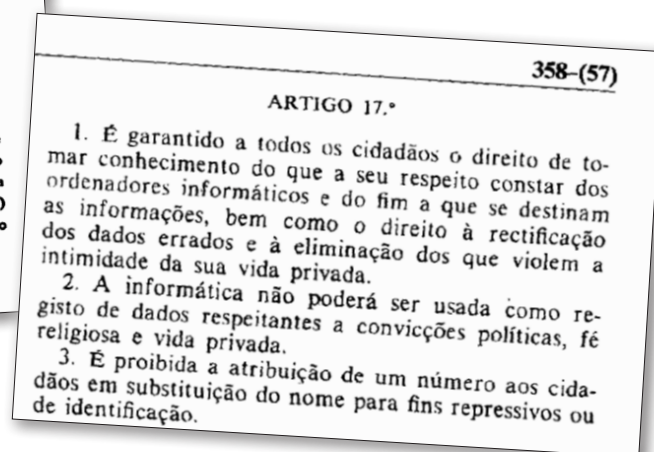 358–(57)
ARTIGO 17.°
1. É garantido a todos os cidadãos o direito de to-
mar conhecimento do que a seu respeito constar dos
ordenadores informáticos e do fim a que se destinam
as informações, bem como o direito à rectificação
dos dados errados e à eliminação dos que violem a
intimidade da sua vida privada.
2. A informática não poderá ser usada como re-
gisto de dados respeitantes a convicções políticas, fé
religiosa e vida privada.
3. É proibida a atribuição de um número aos cida-
dãos em substituição do nome para fins repressivos ou
de identificação.